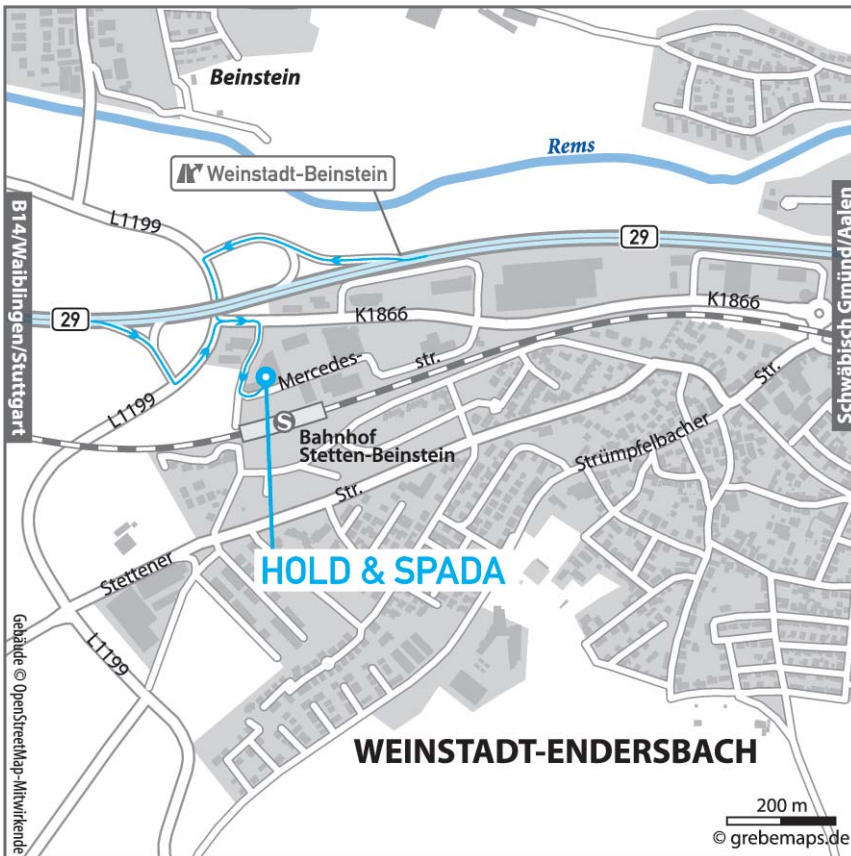 Beinstein
Rems
Weinstadt-Beinstein
L1199
B14/Waiblingen/Stuttgart
Schwäbisch Gmünd/Aalen
29
29
K1866
K1866
Mercedes-
str.
L1199
S
Bahnhof
Stetten-Beinstein
Str.
Strümpfelbacher
Str.
Stettener
HOLD & SPADA
L1199
Gebäude © OpenStreetMap-Mitwirkende
WEINSTADT-ENDERSBACH
200 m
© grebemaps.de